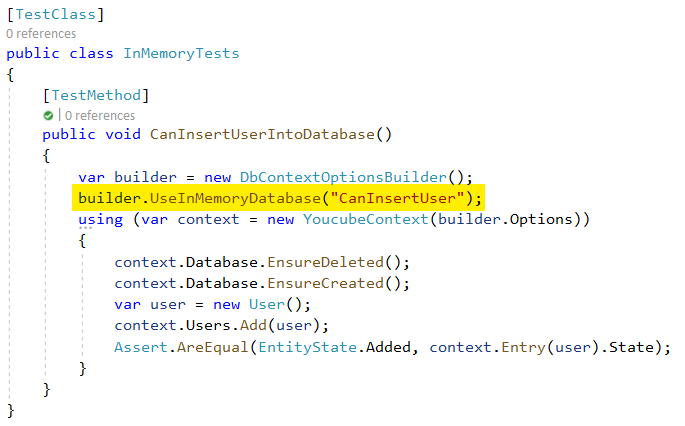 [TestClass]
0 references
public class InMemoryTests
{
[TestMethod]
| 0 references
public void CanInsertUserIntoDatabase()
{
var builder = new DbContextOptionsBuilder();
builder.UseInMemoryDatabase("CanInsertUser");
using (var context = new YoucubeContext(builder.Options))
{
context.Database.EnsureDeleted();
context.Database.EnsureCreated();
var user = new User();
context.Users.Add(user);
Assert.AreEqual(EntityState.Added, context.Entry(user).State);
}
}
}